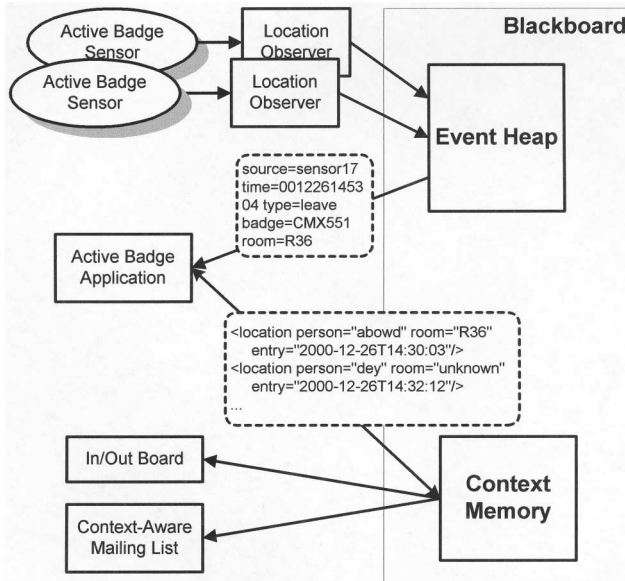 Blackboard
Active Badge
Sensor
Location
Observer
Active Badge
Sensor
Location
Observer
Event Heap
source=sensor17
time=0012261453
04 type=leave
badge=CMX551
room=R36
Active Badge
Application
<location person="abowd" room="R36"
entry="2000-12-26T14:30:03"/>
<location person="dey" room="unknown"
entry="2000-12-26T14:32:12"/>
...
In/Out Board
Context
Memory
Context-Aware
Mailing List